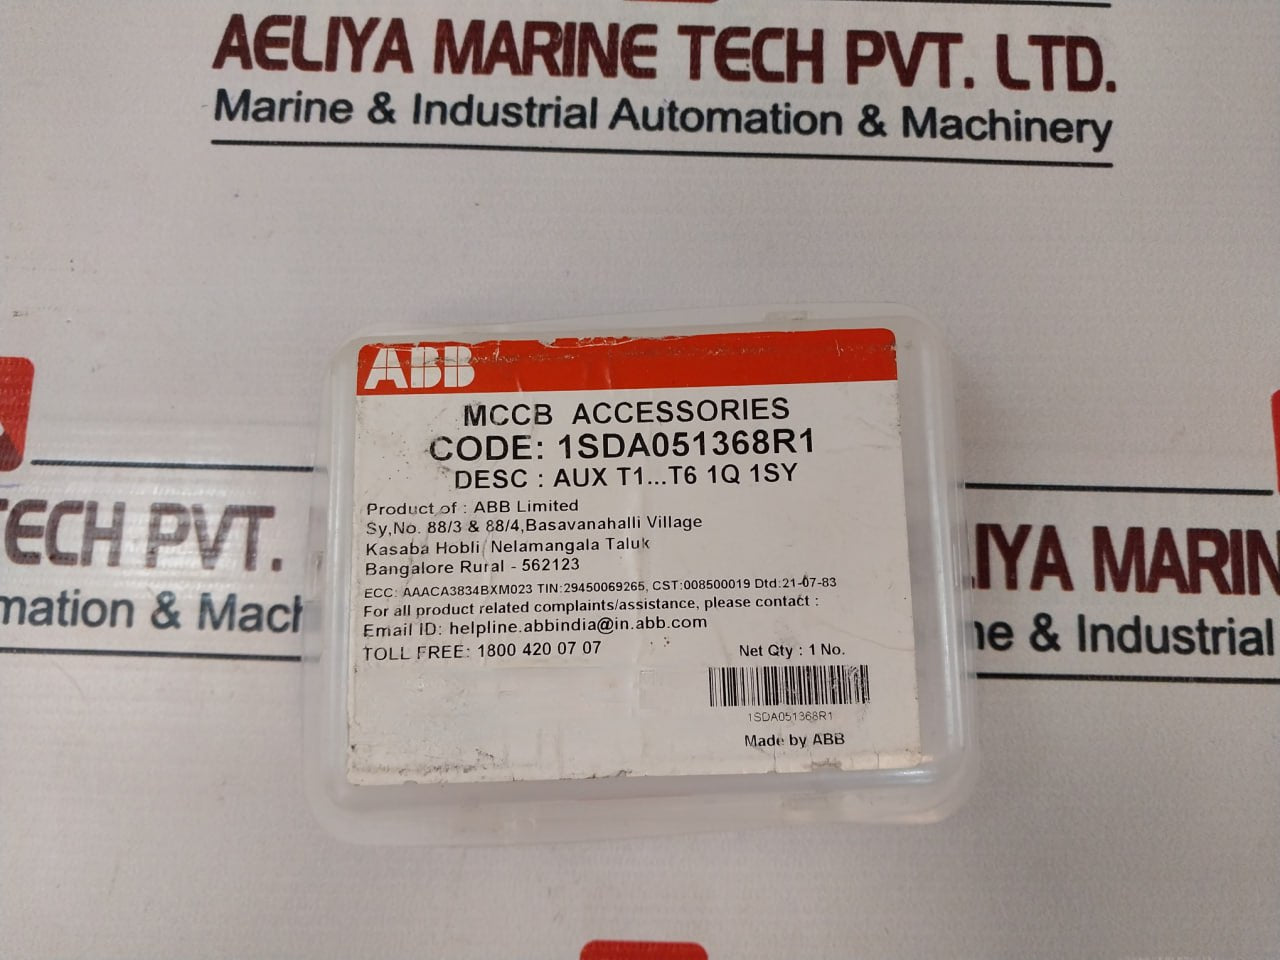 AELIYA MARINE TECH PVT. LTD.
Marine & Industrial Automation & Machinery
ABB
MCCB ACCESSORIES
CODE: 1SDA051368R1
DESC : AUX T1...T6 1Q 1SY
Product of : ABB Limited
Sy,No. 88/3 & 88/4,Basavanahalli Village
Kasaba Hobli, Nelamangala Taluk
Bangalore Rural - 562123
ECC: AAACA3834BXM023 TIN:29450069265, CST:008500019 Dtd:21-07-83
For all product related complaints/assistance, please contact :
Email ID: helpline.abbindia@in.abb.com
TOLL FREE: 1800 420 07 07
Net Qty : 1 No.
1SDA051368R1
Made by ABB
TECH PVT.
mation & Mach
IYA MARIN
ne & Industrial